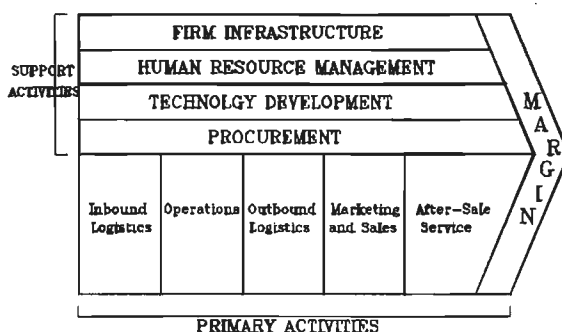 FIRM INFRASTRUCTURE
SUPPORT
ACTIVITIES
HUMAN RESOURCE MANAGEMENT
TECHNOLGY DEVELOPMENT
PROCUREMENT
MARGIN
Inbound
Logistics
Operations
Outbound
Logistics
Marketing
and Sales
After-Sale
Service
PRIMARY ACTIVITIES